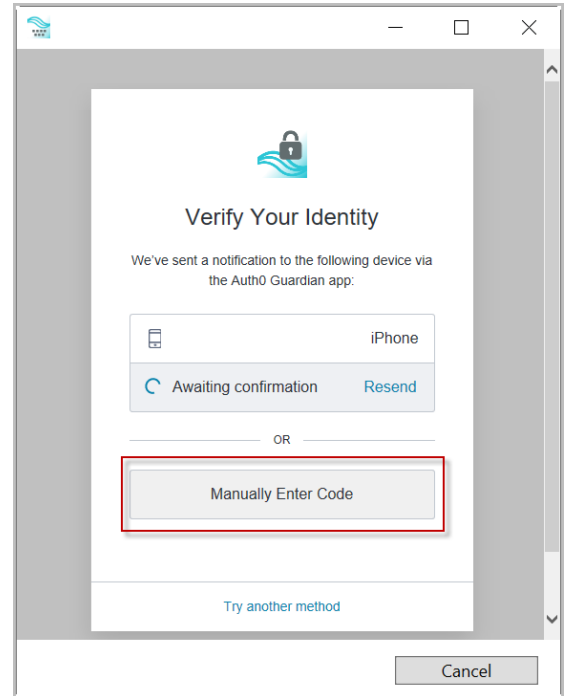 Verify Your Identity
We've sent a notification to the following device via
the Auth0 Guardian app:
iPhone
Awaiting confirmation Resend
OR
Manually Enter Code
Try another method
Cancel